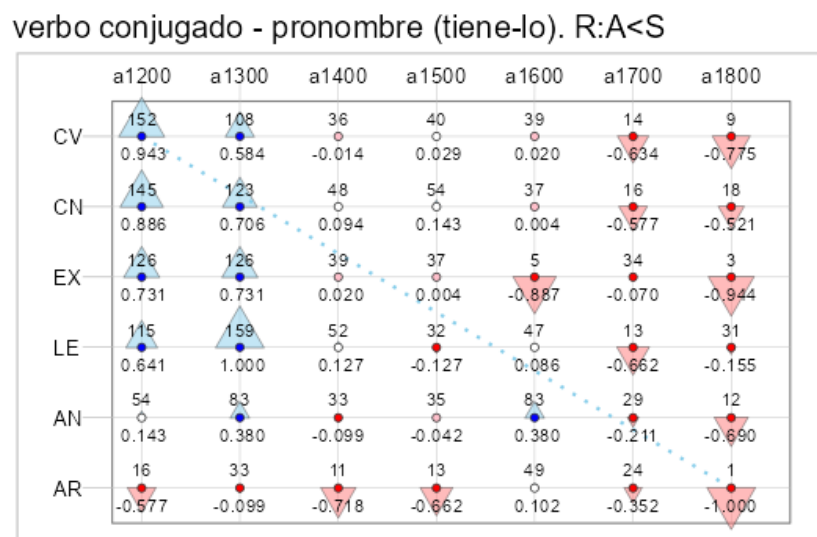 verbo conjugado - pronombre (tiene-lo). R:A<S
a1200 a1300 a1400 a1500 a1600 a1700 a1800
152 108 36 40 39 14 9
CV
0.943 0.584 -0.014 0.029 0.020 -0.634 -0.775
145 123 48 54 37 16 18
CN
0.886 0.706 0.094 0.143 0.004 -0.577 -0.521
126 126 39 37 5 34 3
EX
0.731 0.731 0.020 0.004 -0.887 -0.070 -0.944
115 159 52 32 47 13 31
LE
0.641 1.000 0.127 -0.127 0.086 -0.662 -0.155
54 83 33 35 83 29 12
AN
0.143 0.380 -0.099 -0.042 0.380 -0.211 -0.690
16 33 11 13 49 24 1
AR
-0.577 -0.099 -0.718 -0.662 0.102 -0.352 -1.000